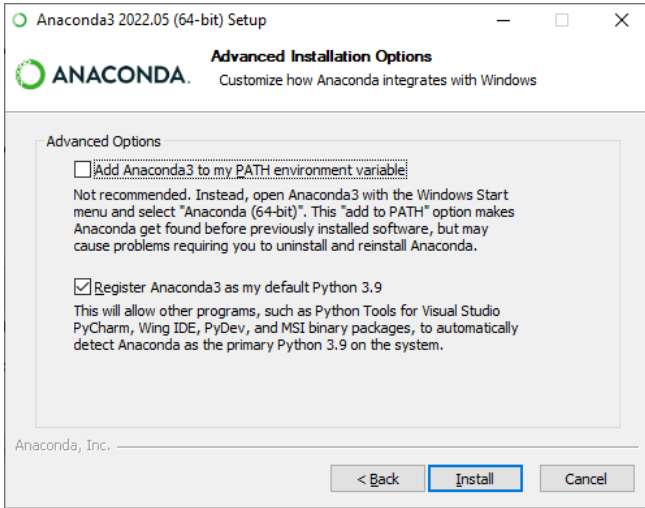 Anaconda3 2022.05 (64-bit) Setup
ANACONDA.
Advanced Installation Options
Customize how Anaconda integrates with Windows
Advanced Options
Add Anaconda3 to my PATH environment variable
Not recommended. Instead, open Anaconda3 with the Windows Start
menu and select "Anaconda (64-bit)". This "add to PATH" option makes
Anaconda get found before previously installed software, but may
cause problems requiring you to uninstall and reinstall Anaconda.
Register Anaconda3 as my default Python 3.9
This will allow other programs, such as Python Tools for Visual Studio
PyCharm, Wing IDE, PyDev, and MSI binary packages, to automatically
detect Anaconda as the primary Python 3.9 on the system.
Anaconda, Inc.
< Back
Install
Cancel